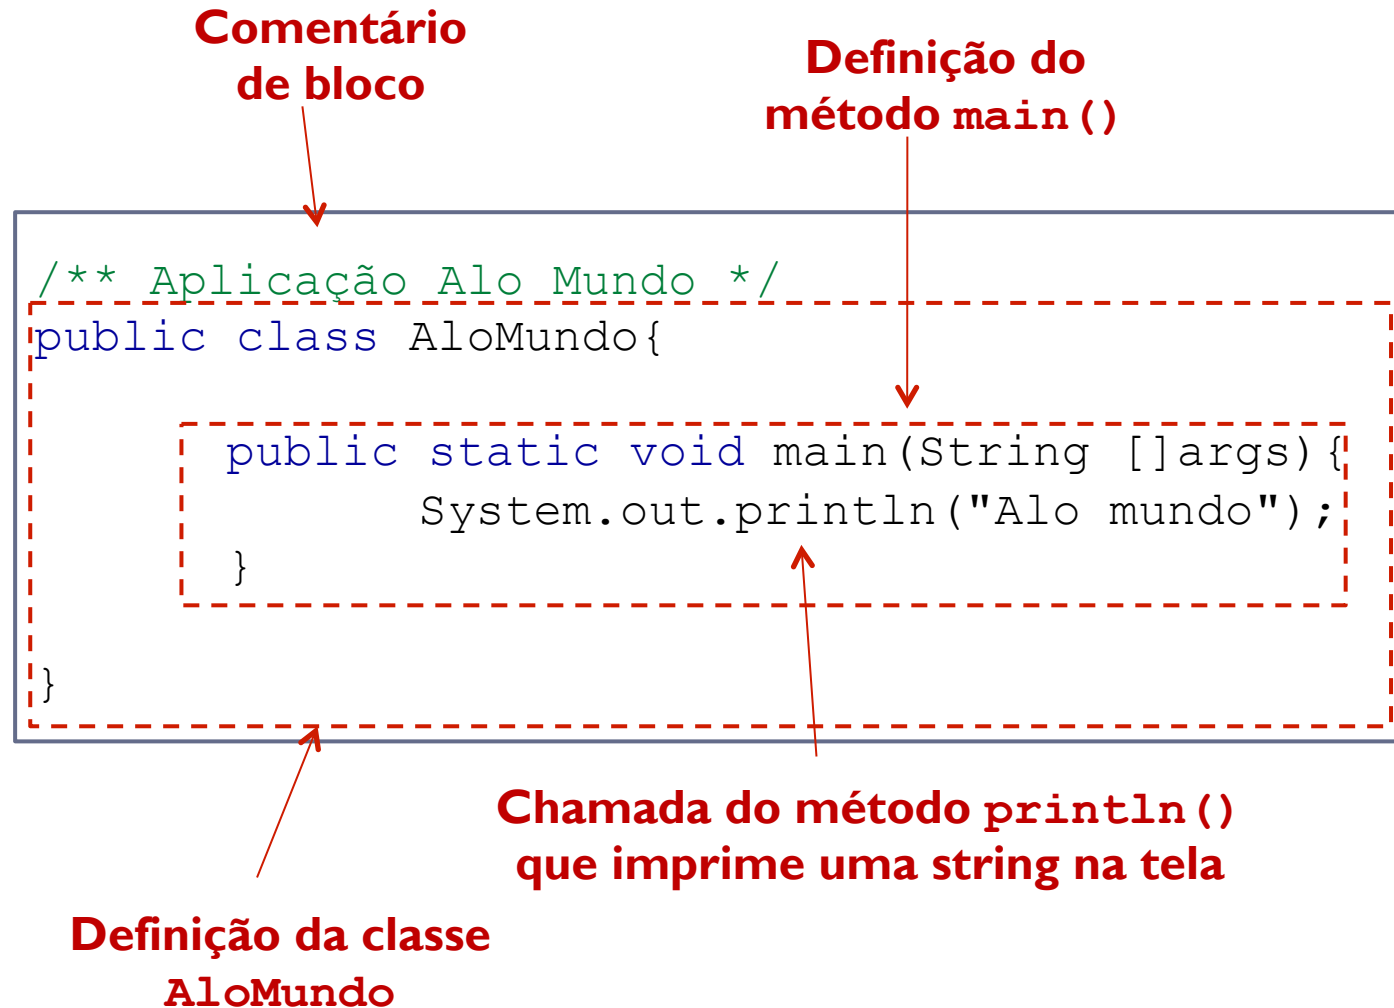 Comentário
de bloco
Definição do
método main()
/** Aplicação Alo Mundo */
public class AloMundo{
public static void main(String []args){
System.out.println("Alo mundo");
}
}
Chamada do método println()
que imprime uma string na tela
Definição da classe
AloMundo